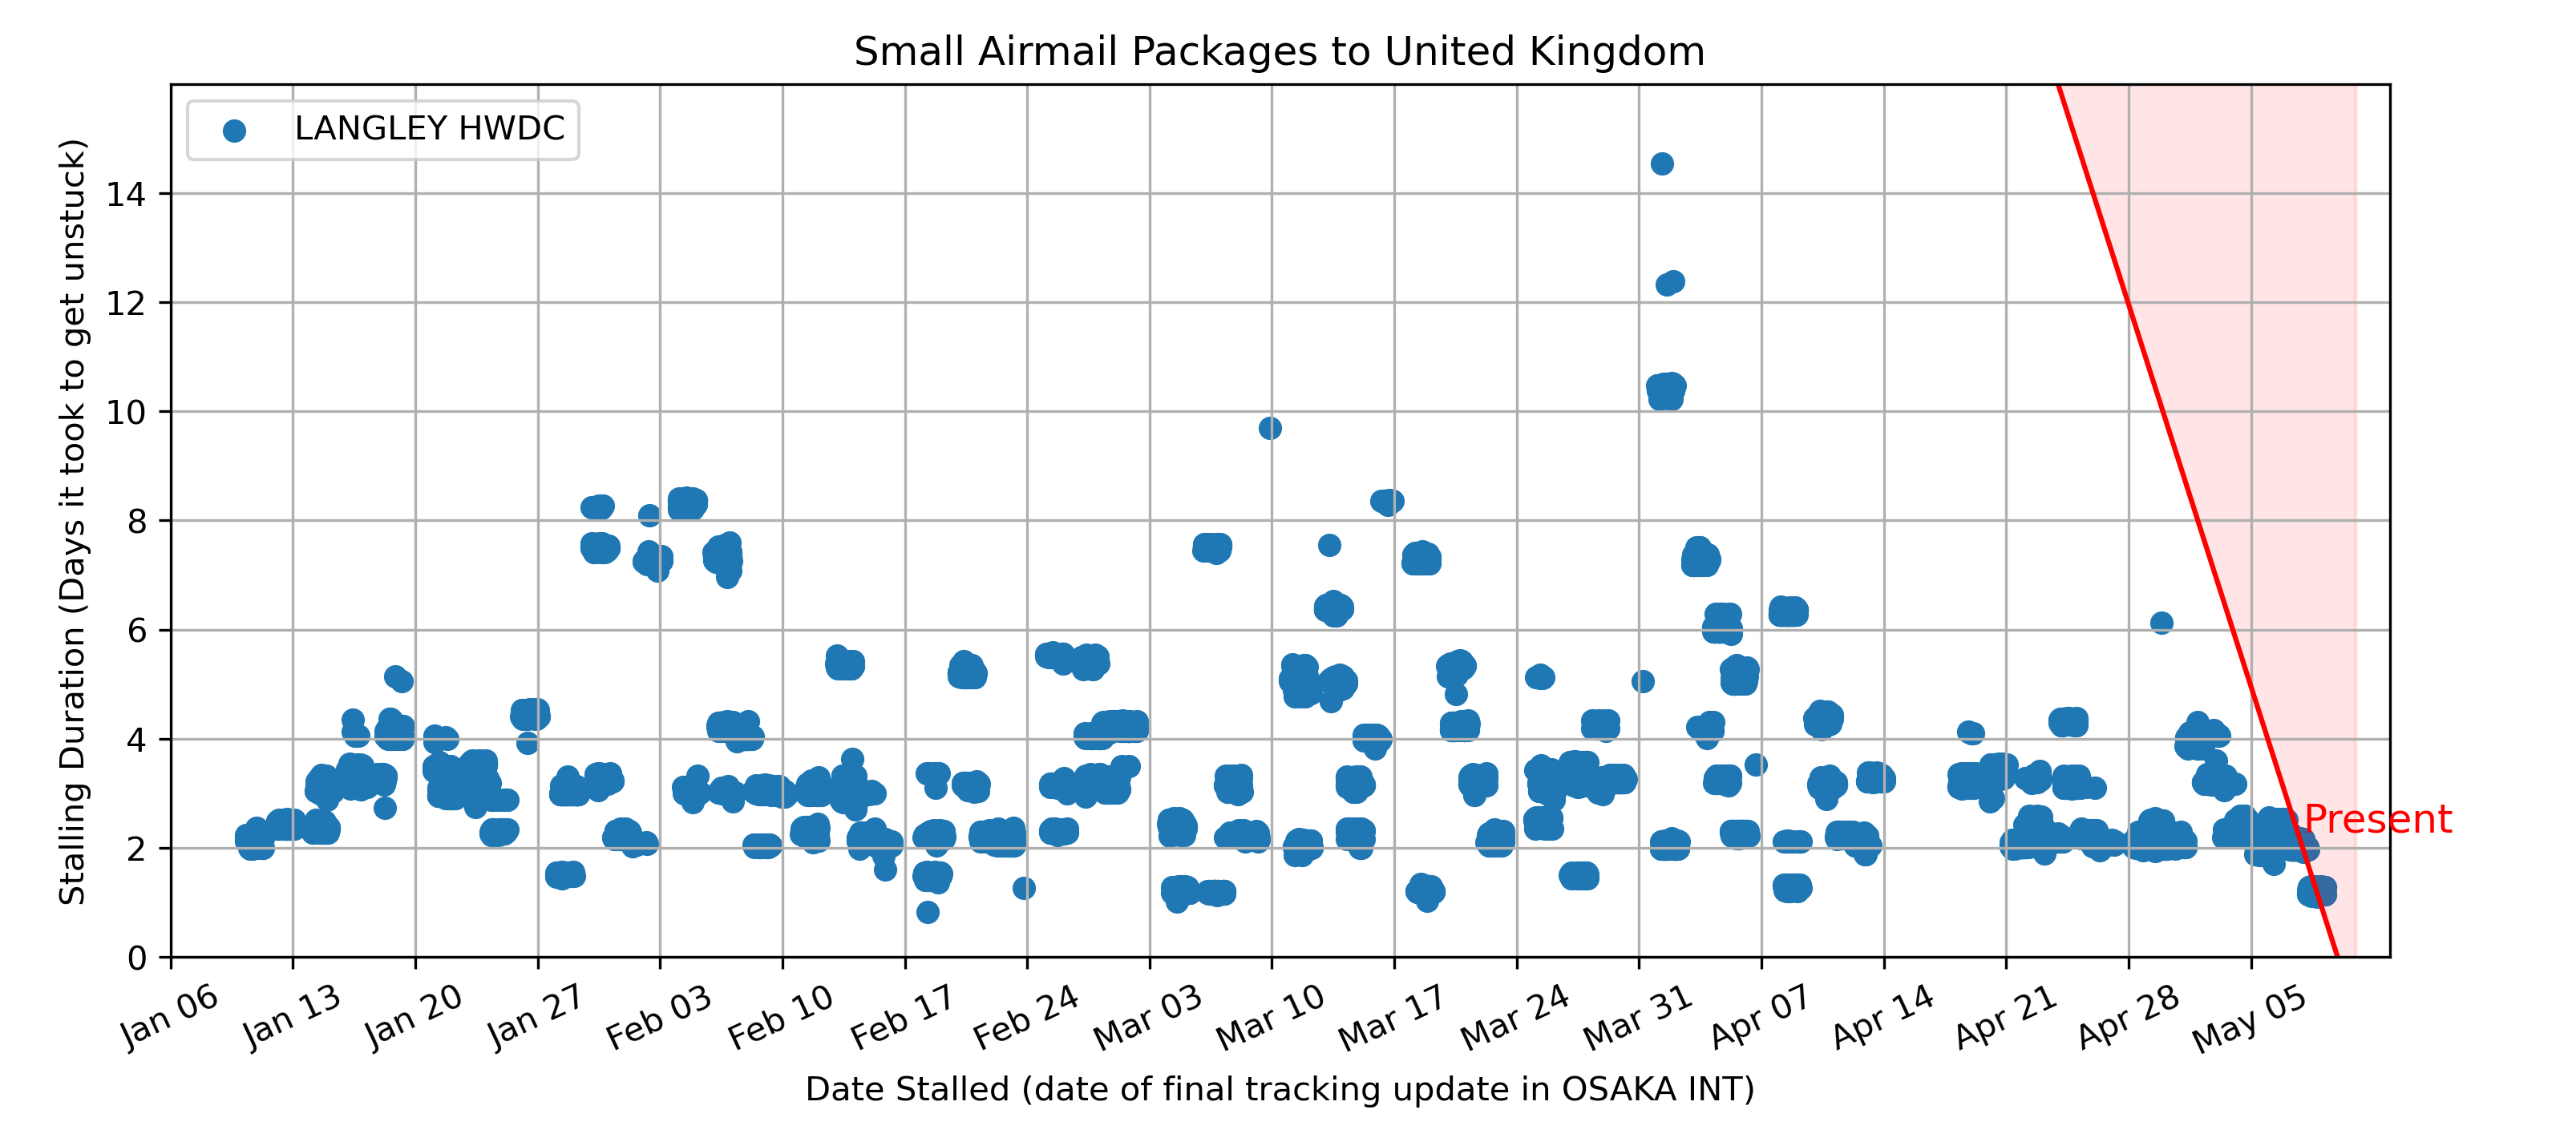 Small Airmail Packages to United Kingdom
LANGLEY HWDC
Stalling Duration (Days it took to get unstuck)
14
12
10
8
6
4
2
0
Present
Jan 06
Jan 13
Jan 20
Jan 27
Feb 03
Feb 10
Feb 17
Feb 24
Mar 03
Mar 10
Mar 17
Mar 24
Mar 31
Apr 07
Apr 14
Apr 21
Apr 28
May 05
Date Stalled (date of final tracking update in OSAKA INT)